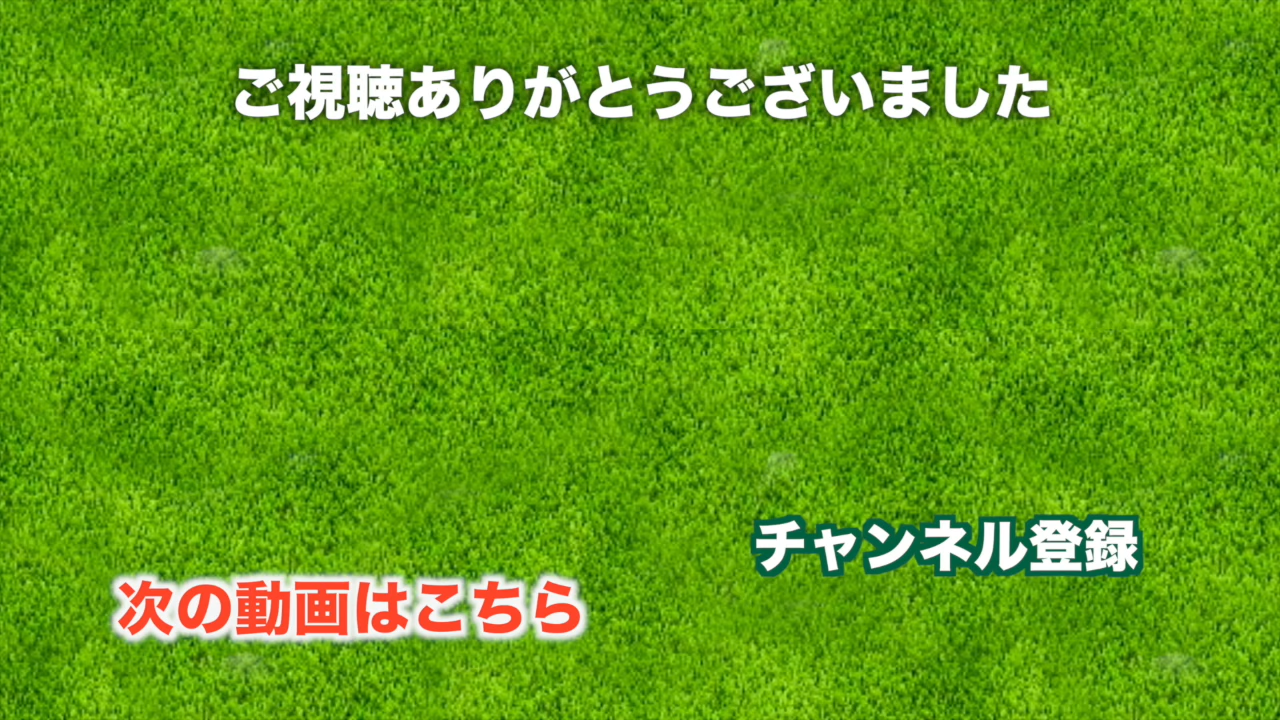 ご視聴ありがとうございました
チャンネル登録
次の動画はこちら